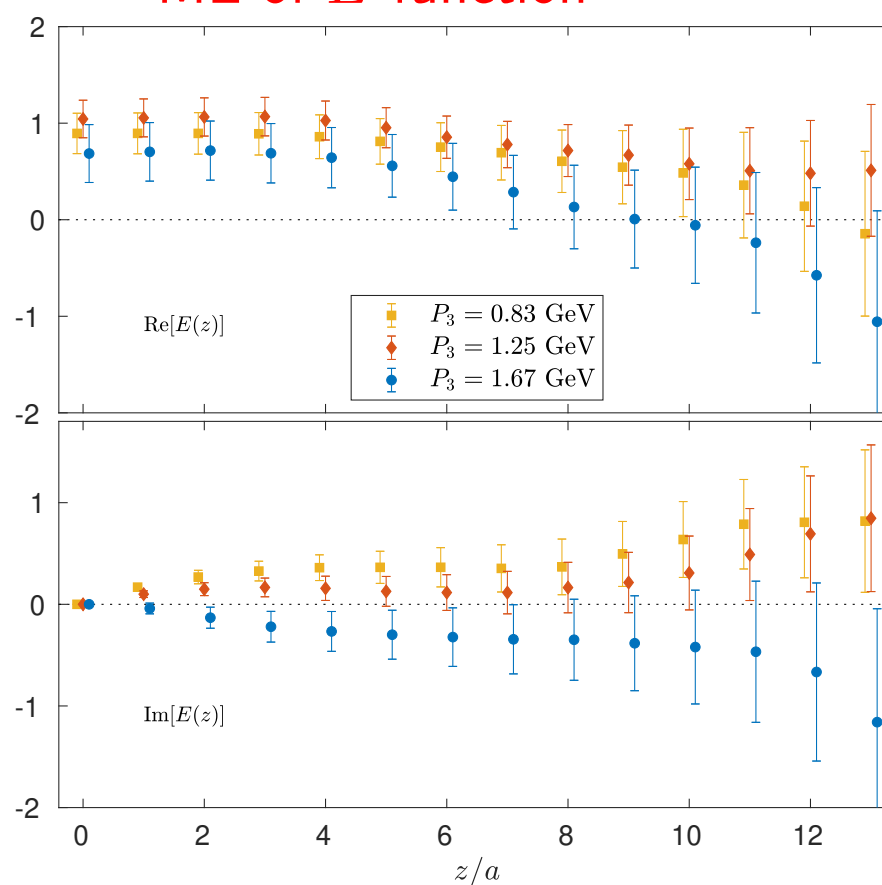 2
1
0
-1
-2
Re[E(z)]
P₃ = 0.83 GeV
P₃ = 1.25 GeV
P₃ = 1.67 GeV
1
0
-1
-2
Im[E(z)]
0 2 4 6 8 10 12
z/a